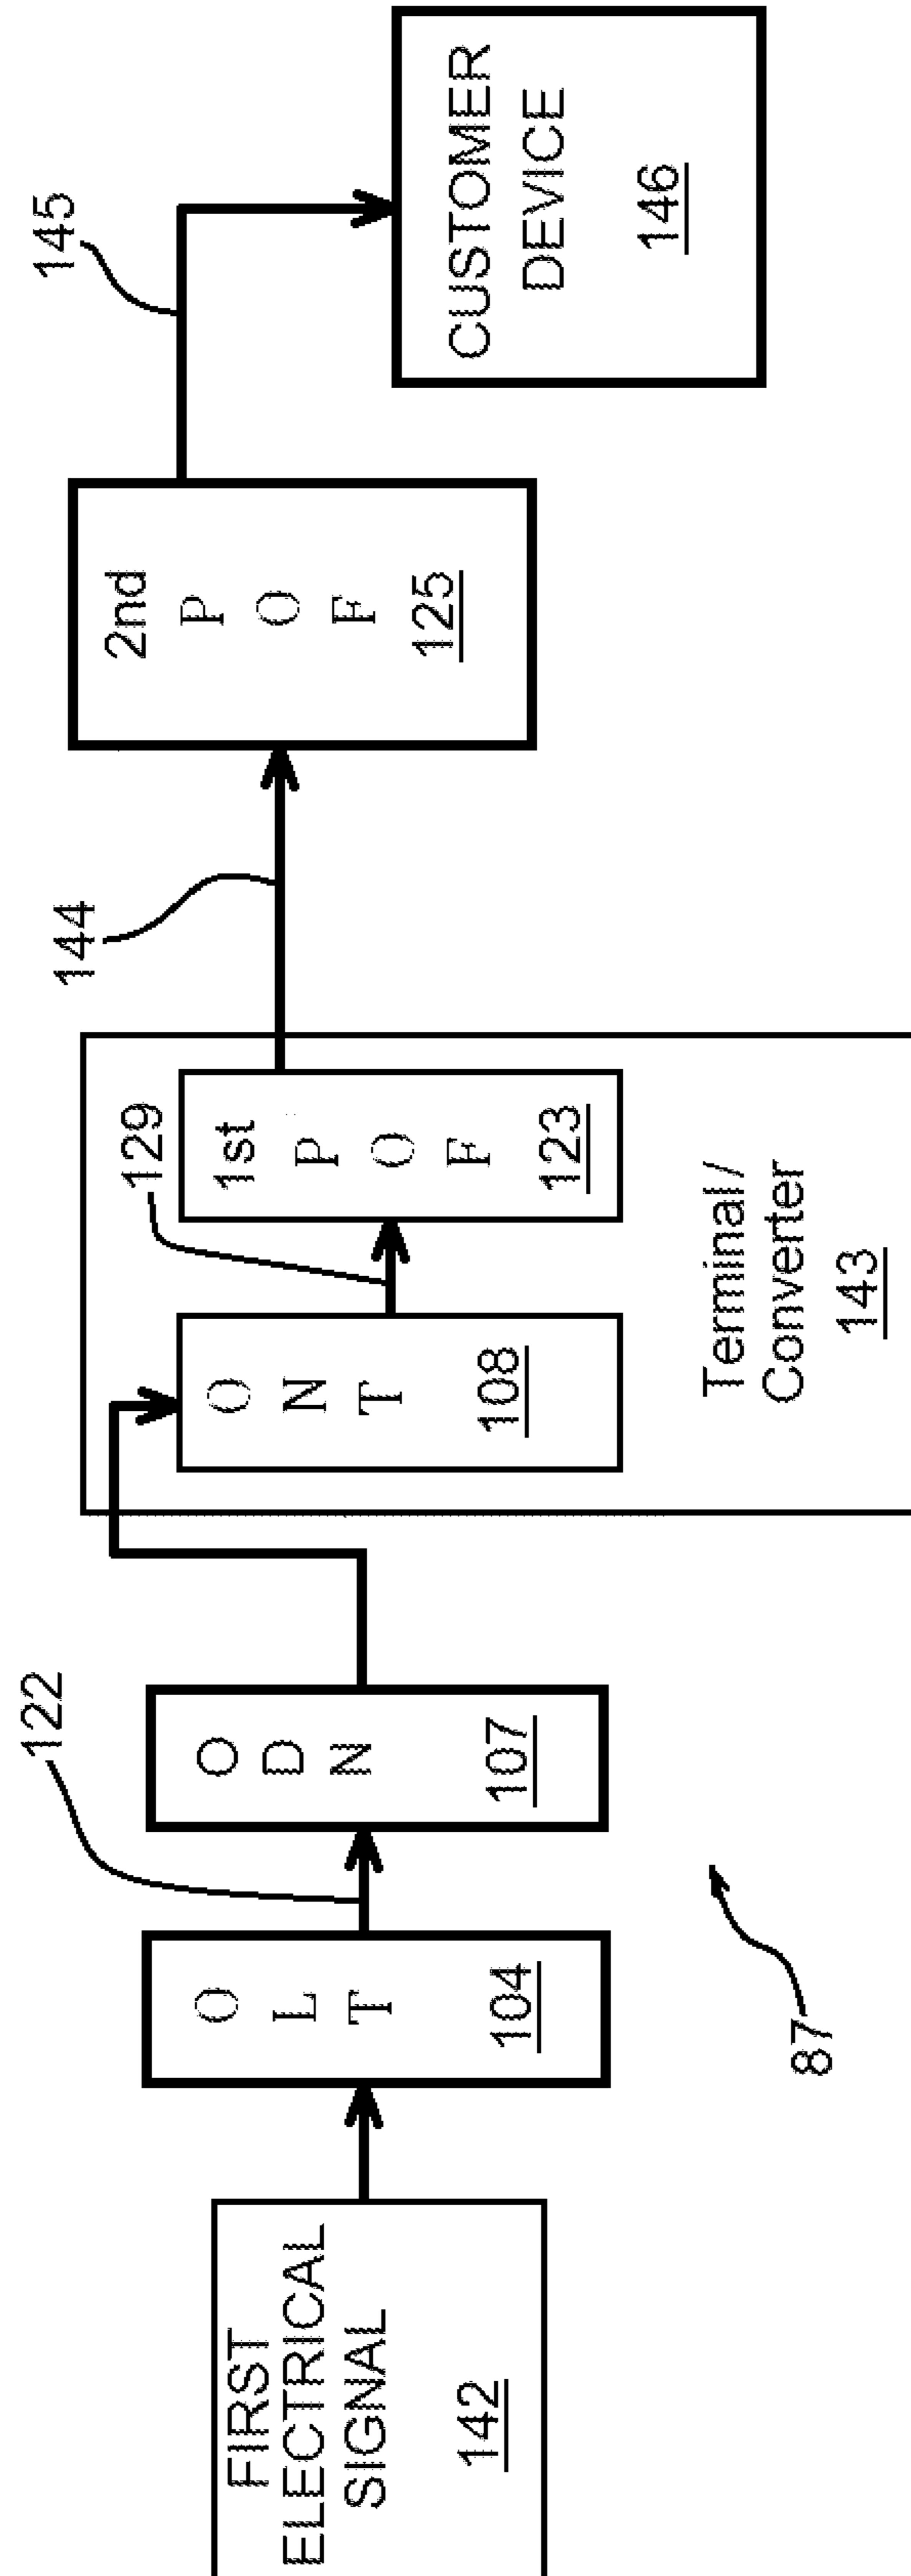 FIRST
ELECTRICAL
SIGNAL
142
O
L
T
104
122
O
D
N
107
87
O
N
T
108
129
1st
P
O
F
123
Terminal /
Converter
143
144
2nd
P
O
F
125
145
CUSTOMER
DEVICE
146